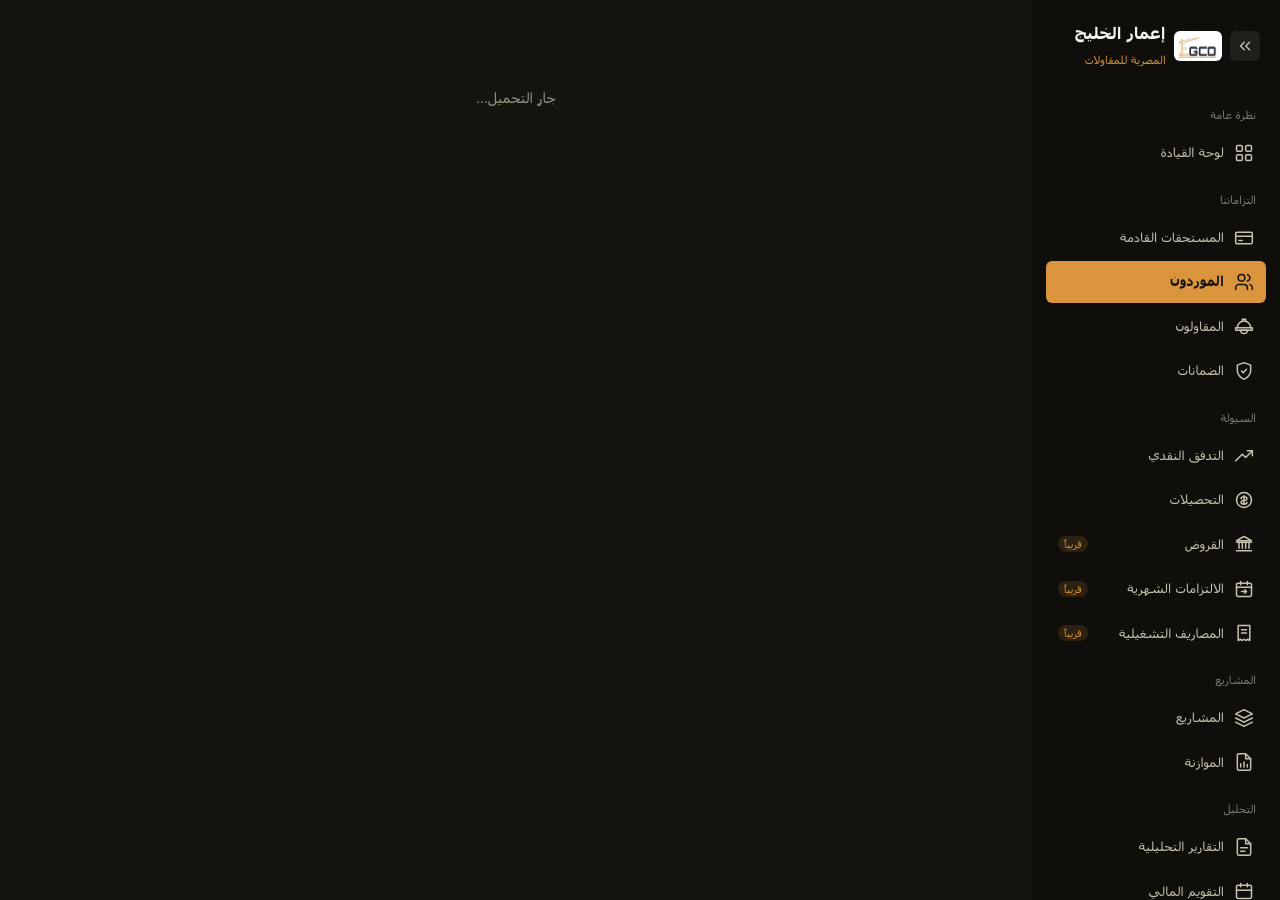 إعمار الخليج
المصرية للمقاولات
GCO
نظرة عامة
لوحة القيادة
التزاماتنا
المستحقات القادمة
الموردون
المقاولون
الضمانات
السيولة
التدفق النقدي
التحصيلات
القروض
قريباً
الالتزامات الشهرية
قريباً
المصاريف التشغيلية
قريباً
المشاريع
المشاريع
الموازنة
التحليل
التقارير التحليلية
التقويم المالي
جارٍ التحميل...